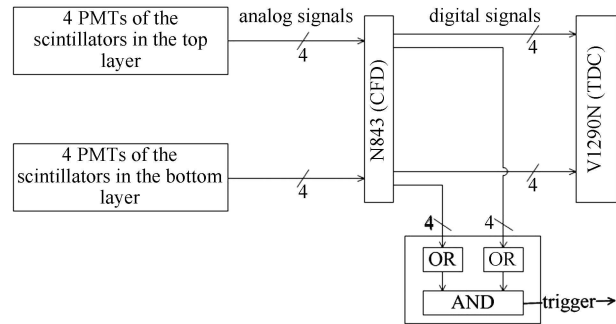 4 PMTs of the
scintillators in the top
layer
analog signals
4
digital signals
4
N843 (CFD)
V1290N (TDC)
4 PMTs of the
scintillators in the bottom
layer
4
4
4
4
OR
OR
AND
trigger